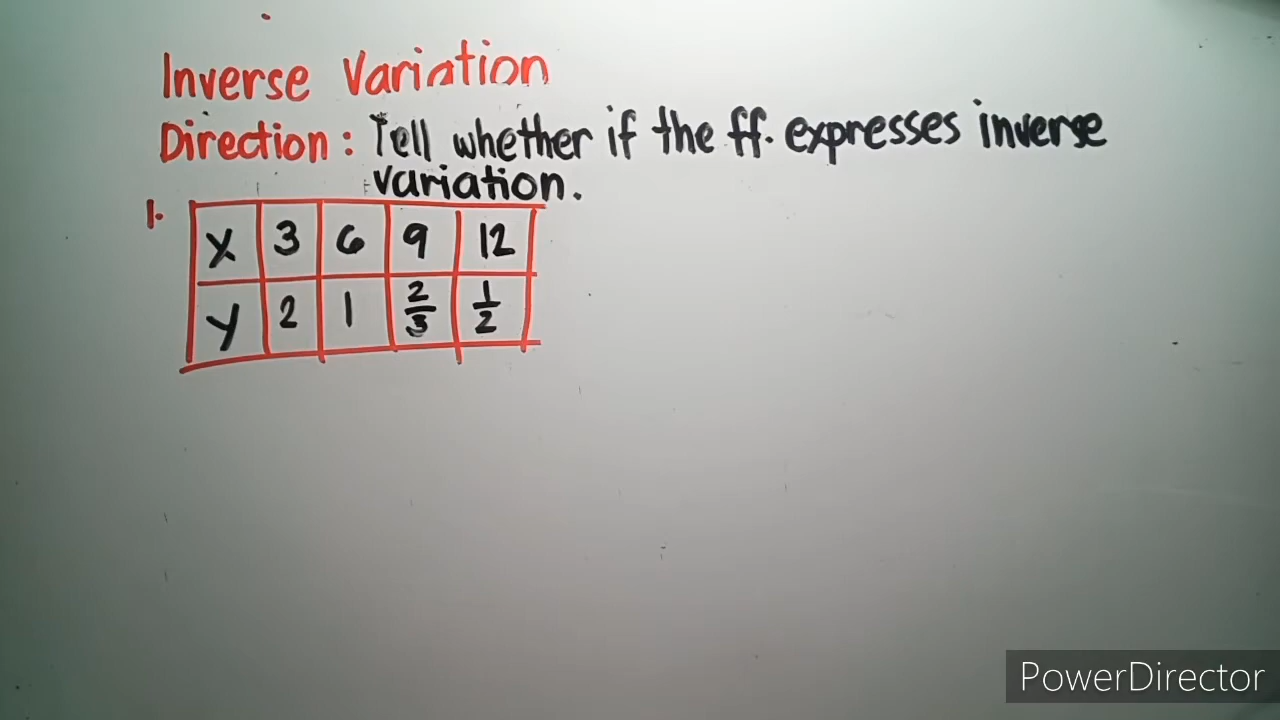 Inverse Variation
Direction: Tell whether if the ff. expresses inverse
variation.
1.
X 3 6 9 12
y 2 1 2/3 1/2
PowerDirector